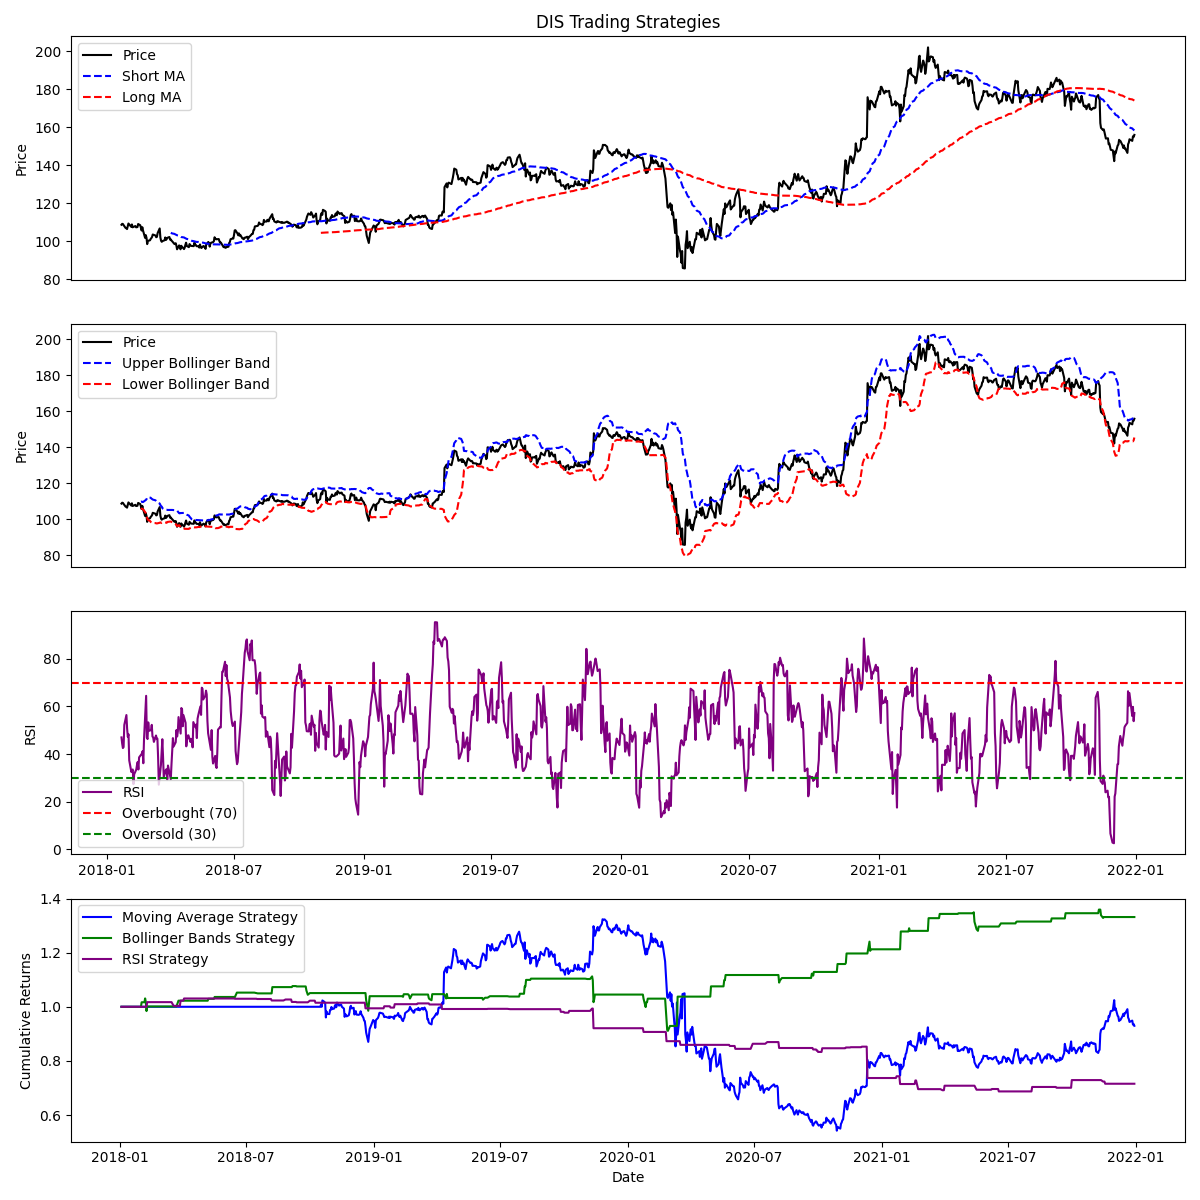 DIS Trading Strategies
Price
200
180
160
140
120
100
80
Price
Short MA
Long MA
Price
200
180
160
140
120
100
80
Price
Upper Bollinger Band
Lower Bollinger Band
RSI
80
60
40
20
0
RSI
Overbought (70)
Oversold (30)
2018-01 2018-07 2019-01 2019-07 2020-01 2020-07 2021-01 2021-07 2022-01
Cumulative Returns
1.4
1.2
1.0
0.8
0.6
Moving Average Strategy
Bollinger Bands Strategy
RSI Strategy
2018-01 2018-07 2019-01 2019-07 2020-01 2020-07 2021-01 2021-07 2022-01
Date